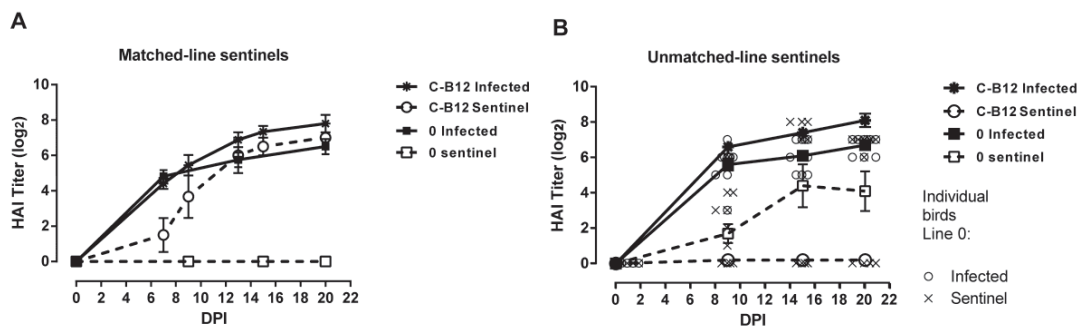 A
Matched-line sentinels
HAI Titer (log2)
10
8
6
4
2
0
0 2 4 6 8 10 12 14 16 18 20 22
DPI
C-B12 Infected
C-B12 Sentinel
0 Infected
0 sentinel
B
Unmatched-line sentinels
HAI Titer (log2)
10
8
6
4
2
0
0 2 4 6 8 10 12 14 16 18 20 22
DPI
C-B12 Infected
C-B12 Sentinel
0 Infected
0 sentinel
Individual
birds
Line 0:
Infected
Sentinel